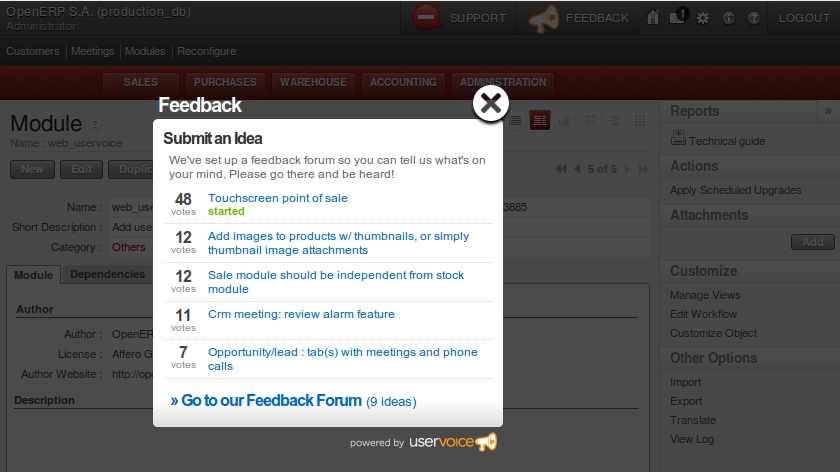 OpenERP S.A. (production_db)
Administrator
SUPPORT
FEEDBACK
1
LOGOUT
Customers
Meetings
Modules
Reconfigure
SALES
PURCHASES
WAREHOUSE
ACCOUNTING
ADMINISTRATION
Feedback
Submit an Idea
We've set up a feedback forum so you can tell us what's on
your mind. Please go there and be heard!
48
votes
Touchscreen point of sale
started
12
votes
Add images to products w/ thumbnails, or simply
thumbnail image attachments
12
votes
Sale module should be independent from stock
module
11
votes
Crm meeting: review alarm feature
7
votes
Opportunity/lead : tab(s) with meetings and phone
calls
» Go to our Feedback Forum (9 ideas)
powered by uservoice
Module ?
Name : web_uservoice
New
Edit
5 of 5
Name :
3885
Short Description : Add
Category : Others
Module
Dependencies
Author
Author :
License : Affero
Author Website :
Description
Reports
»
Technical guide
Actions
Apply Scheduled Upgrades
Attachments
Add
Customize
Manage Views
Edit Workflow
Customize Object
Other Options
Import
Export
Translate
View Log